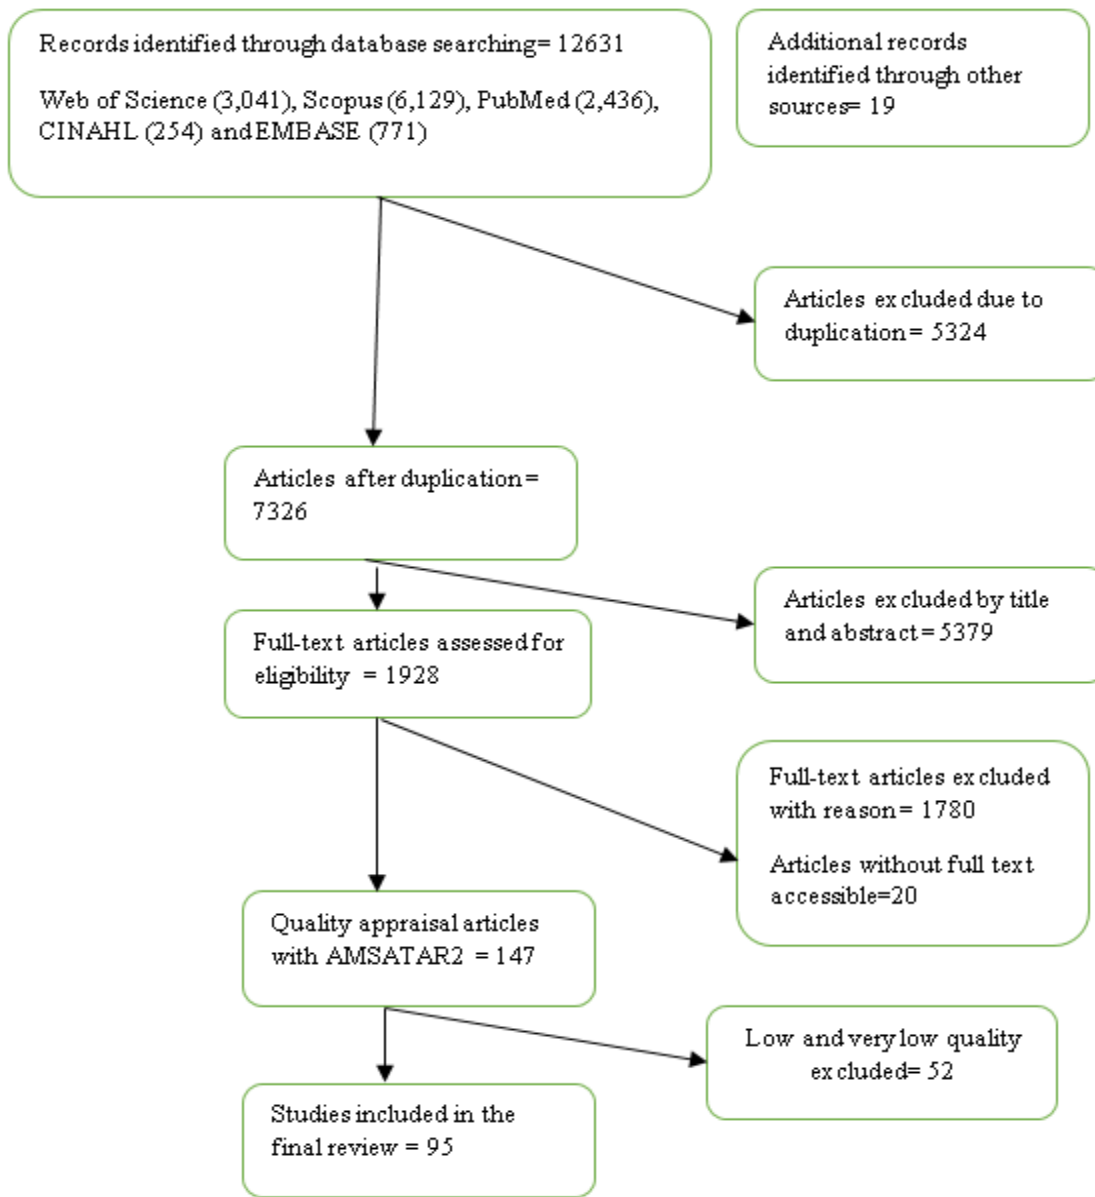 Records identified through database searching= 12631
Web of Science (3,041), Scopus (6,129), PubMed (2,436),
CINAHL (254) and EMBASE (771)
Additional records
identified through other
sources= 19
Articles excluded due to
duplication= 5324
Articles after duplication=
7326
Articles excluded by title
and abstract= 5379
Full-text articles assessed for
eligibility = 1928
Full-text articles excluded
with reason= 1780
Articles without full text
accessible=20
Quality appraisal articles
with AMSATAR2 = 147
Low and very low quality
excluded= 52
Studies included in the
final review = 95